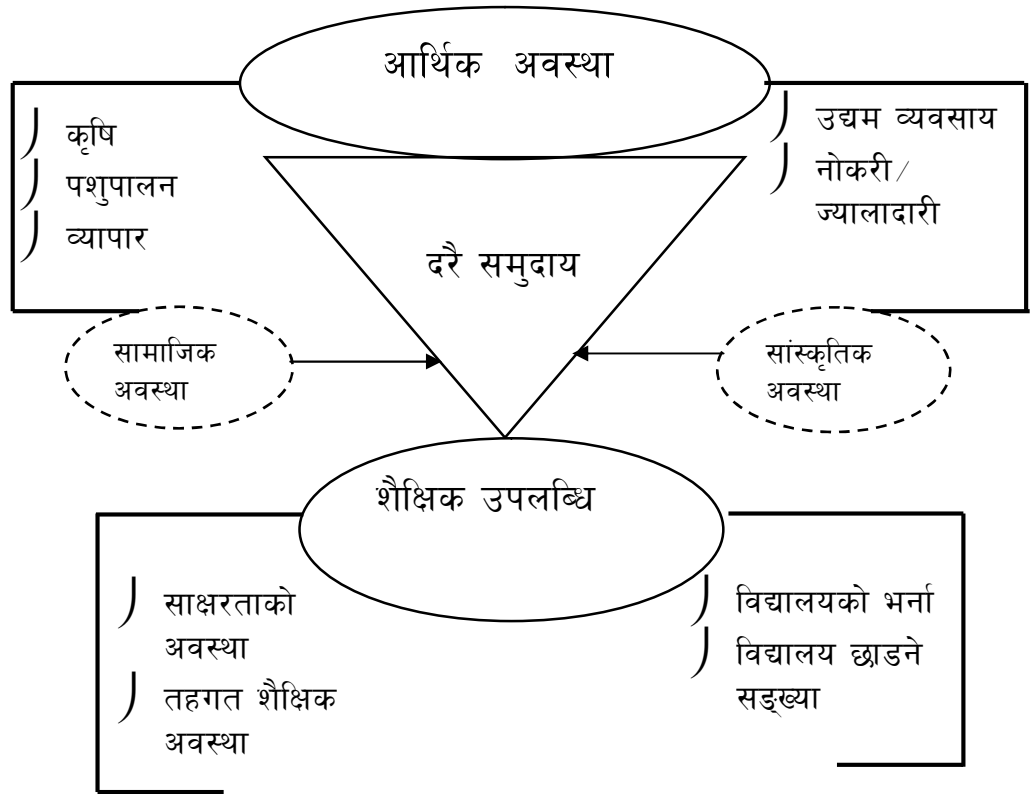 आर्थिक अवस्था
कृषि
पशुपालन
व्यापार
उद्यम व्यवसाय
नोकरी/
ज्यालादारी
दरै समुदाय
सामाजिक
अवस्था
सांस्कृतिक
अवस्था
शैक्षिक उपलब्धि
साक्षरताको
अवस्था
तहगत शैक्षिक
अवस्था
विद्यालयको भर्ना
विद्यालय छाडने
सङ्ख्या